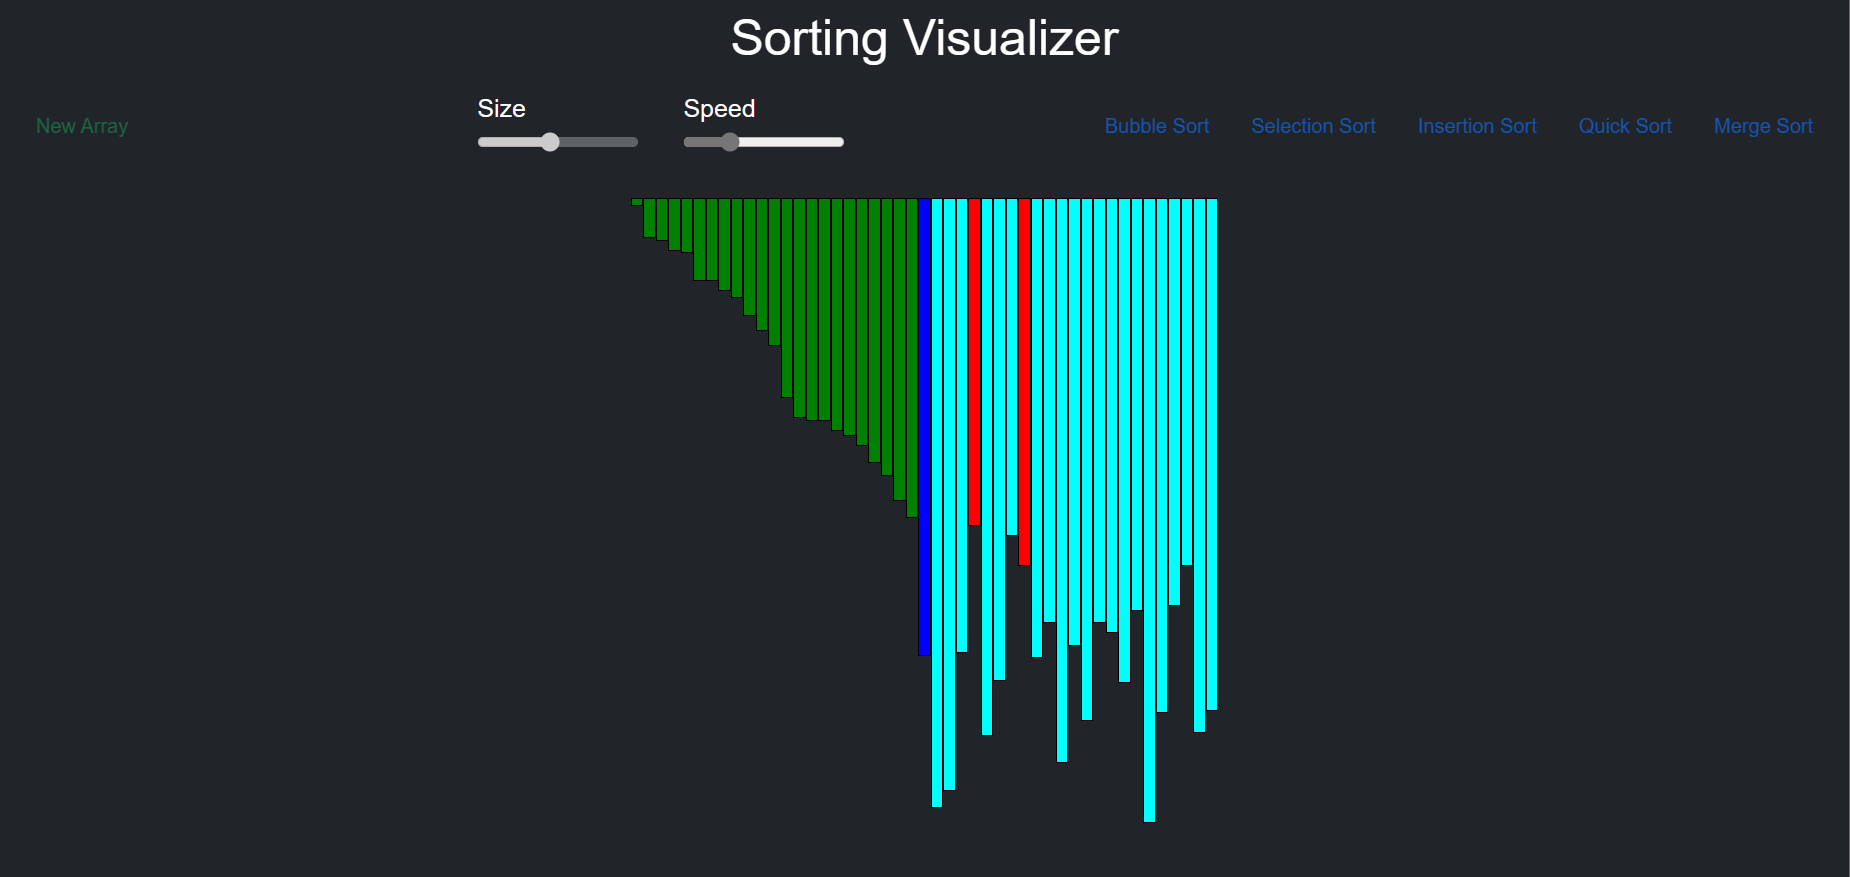 Sorting Visualizer
New Array
Size
Speed
Bubble Sort
Selection Sort
Insertion Sort
Quick Sort
Merge Sort